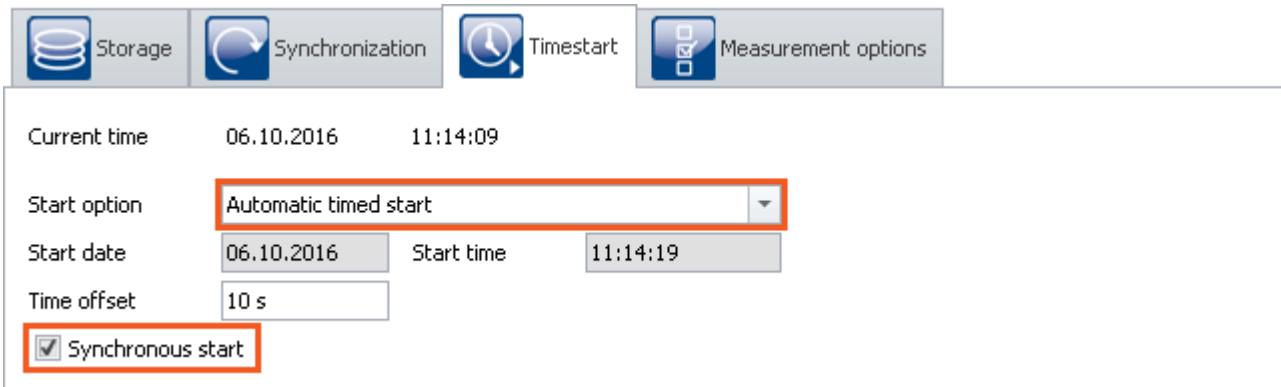 Storage Synchronization Timestart Measurement options
Current time 06.10.2016 11:14:09
Start option Automatic timed start
Start date 06.10.2016 Start time 11:14:19
Time offset 10 s
Synchronous start